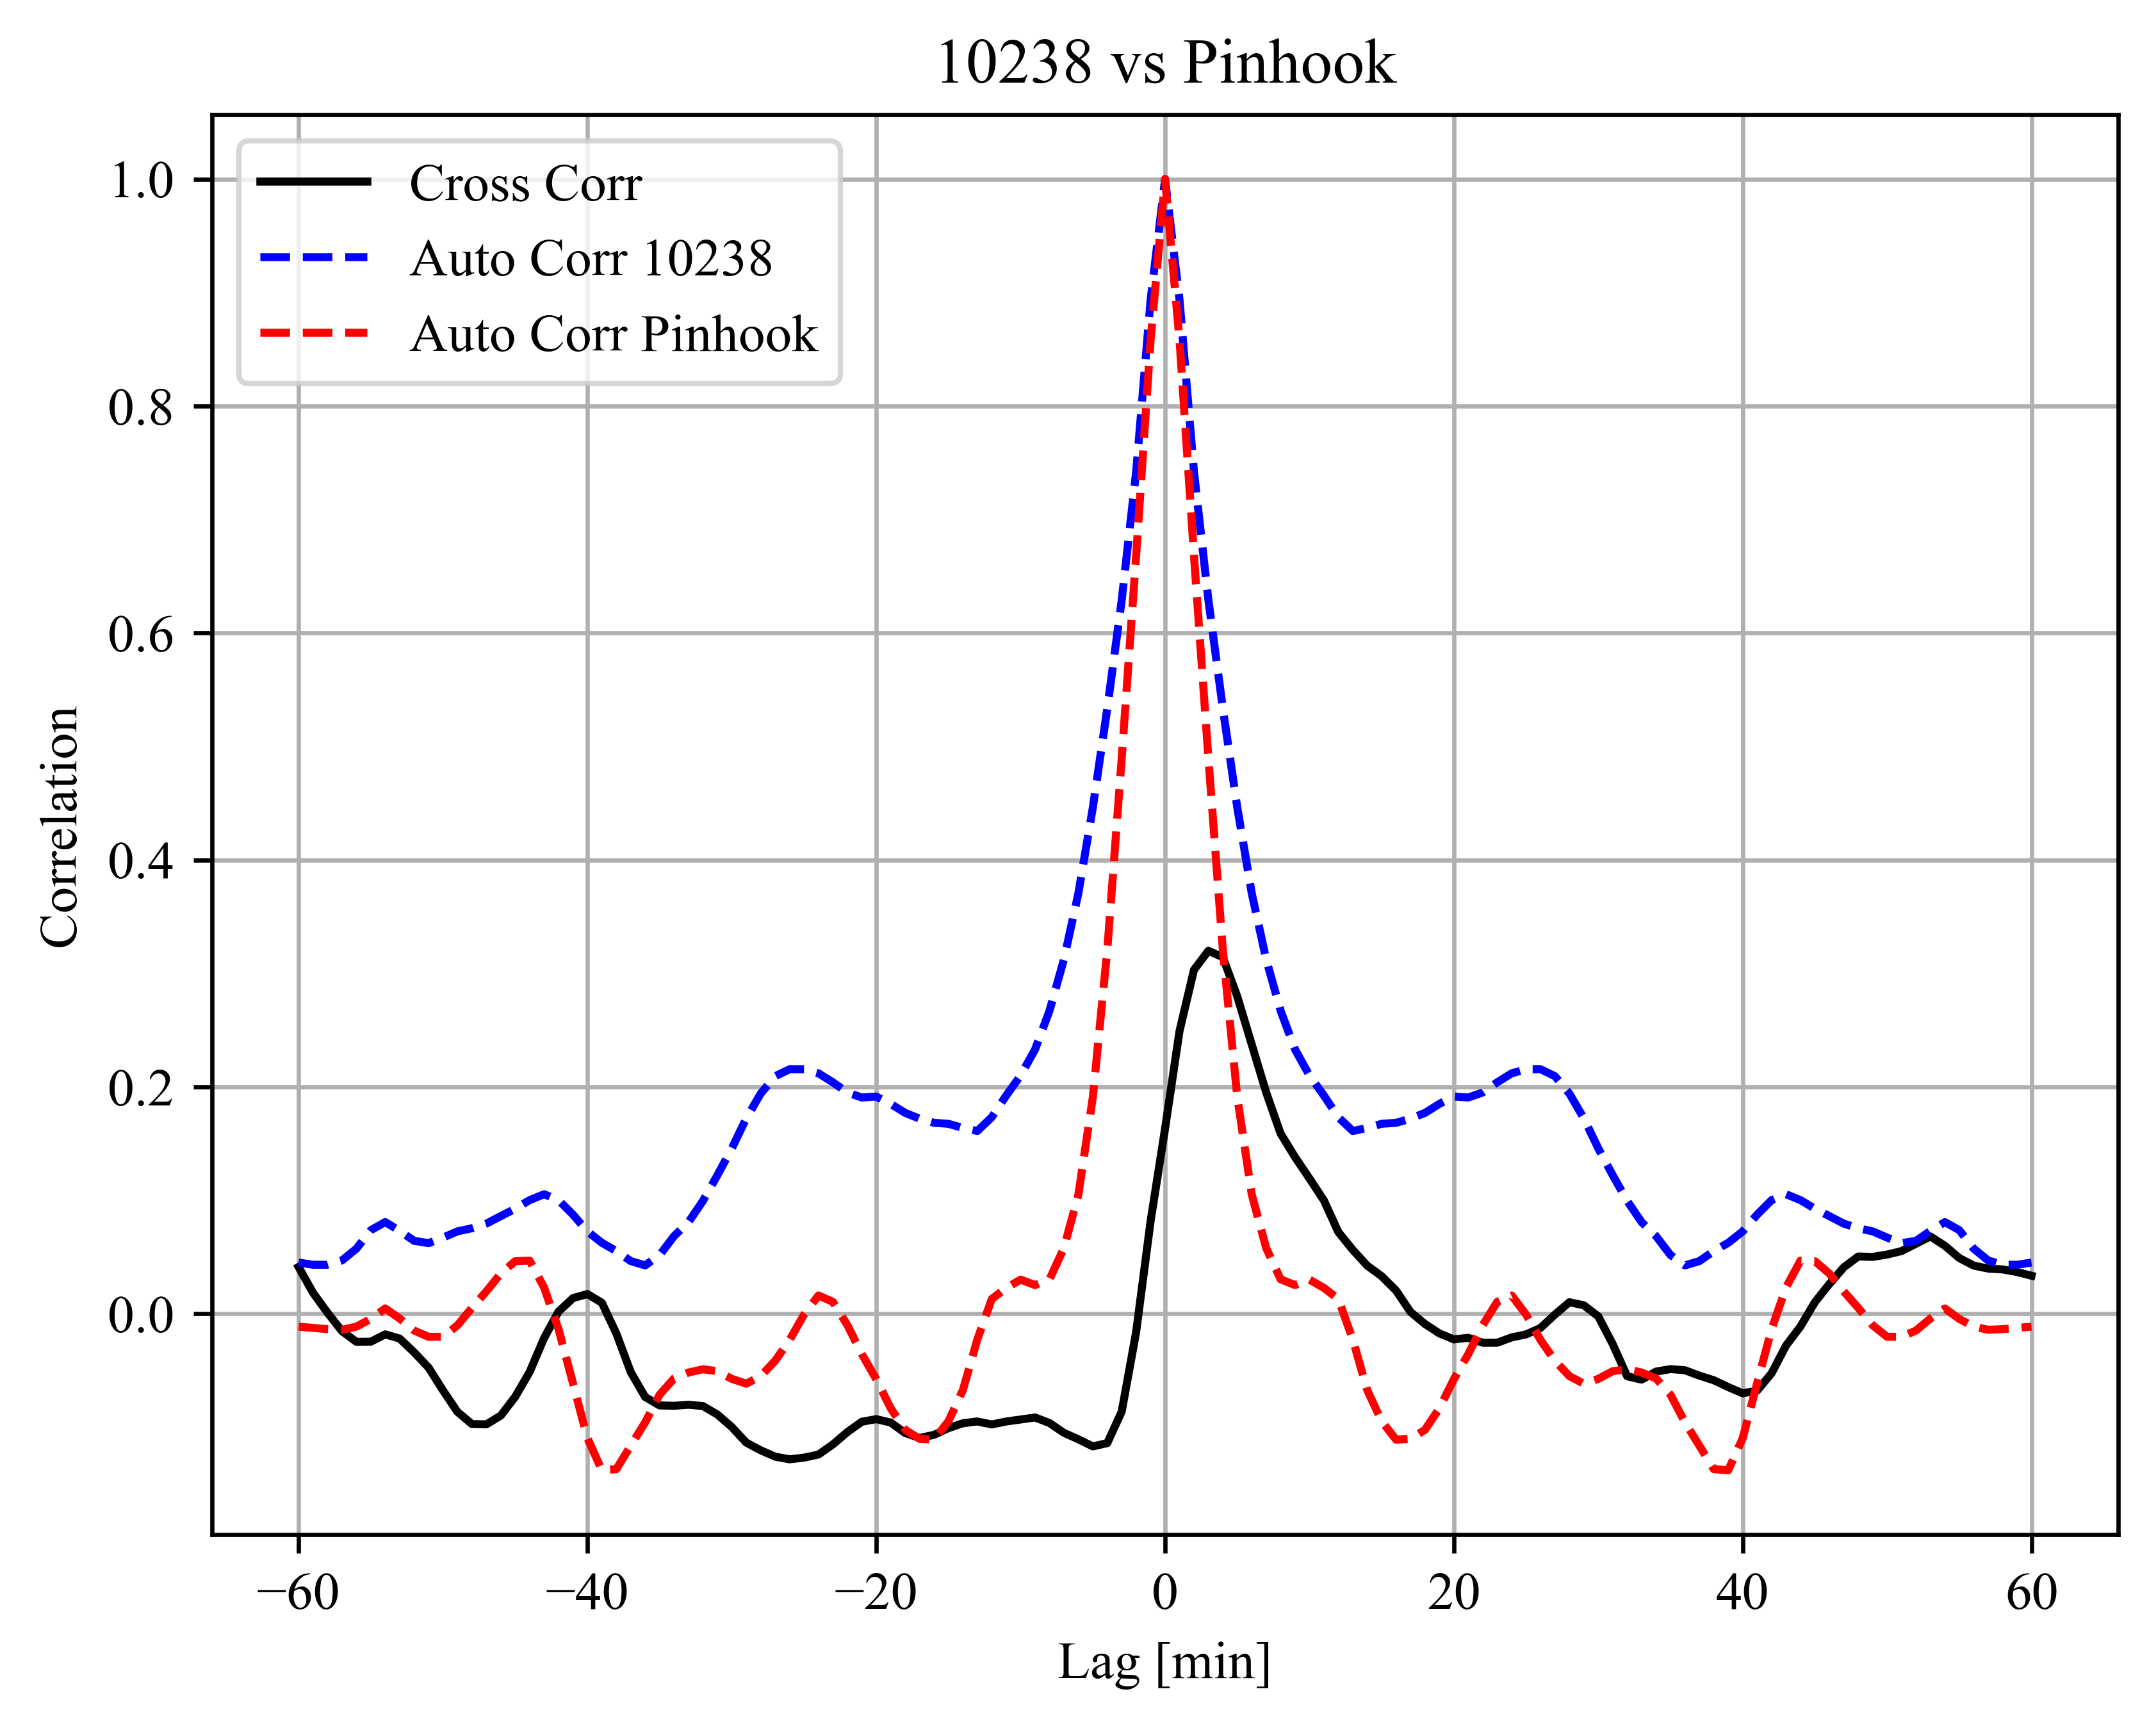 10238 vs Pinhook
Cross Corr
Auto Corr 10238
Auto Corr Pinhook
1.0
0.8
0.6
0.4
0.2
0.0
Correlation
−60 −40 −20 0 20 40 60
Lag [min]